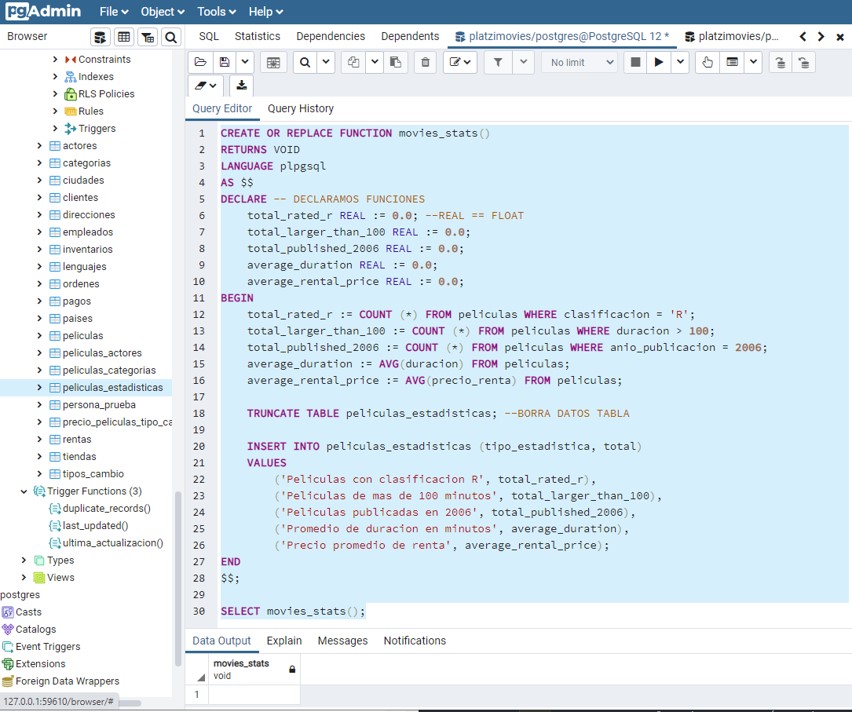 pgAdmin File Object Tools Help
Browser
SQL Statistics Dependencies Dependents platzimovies/postgres@PostgreSQL 12 * platzimovies/p...
No limit
Query Editor Query History
Constraints
Indexes
RLS Policies
Rules
Triggers
actores
categorias
ciudades
clientes
direcciones
empleados
inventarios
lenguajes
ordenes
pagos
paises
peliculas
peliculas_actores
peliculas_categorias
peliculas_estadisticas
persona_prueba
precio_peliculas_tipo_ca
rentas
tiendas
tipos_cambio
Trigger Functions (3)
duplicate_records()
last_updated()
ultima_actualizacion()
Types
Views
postgres
Casts
Catalogs
Event Triggers
Extensions
Foreign Data Wrappers
127.0.0.1:59610/browser/#
1 CREATE OR REPLACE FUNCTION movies_stats()
2 RETURNS VOID
3 LANGUAGE plpgsql
4 AS $$
5 DECLARE -- DECLARAMOS FUNCIONES
6 total_rated_r REAL := 0.0; --REAL == FLOAT
7 total_larger_than_100 REAL := 0.0;
8 total_published_2006 REAL := 0.0;
9 average_duration REAL := 0.0;
10 average_rental_price REAL := 0.0;
11 BEGIN
12 total_rated_r := COUNT (*) FROM peliculas WHERE clasificacion = 'R';
13 total_larger_than_100 := COUNT (*) FROM peliculas WHERE duracion > 100;
14 total_published_2006 := COUNT (*) FROM peliculas WHERE anio_publicacion = 2006;
15 average_duration := AVG(duracion) FROM peliculas;
16 average_rental_price := AVG(precio_renta) FROM peliculas;
17
18 TRUNCATE TABLE peliculas_estadisticas; --BORRA DATOS TABLA
19
20 INSERT INTO peliculas_estadisticas (tipo_estadistica, total)
21 VALUES
22 ('Peliculas con clasificacion R', total_rated_r),
23 ('Peliculas de mas de 100 minutos', total_larger_than_100),
24 ('Peliculas publicadas en 2006', total_published_2006),
25 ('Promedio de duracion en minutos', average_duration),
26 ('Precio promedio de renta', average_rental_price);
27 END
28 $$;
29
30 SELECT movies_stats();
Data Output Explain Messages Notifications
movies_stats
void
1